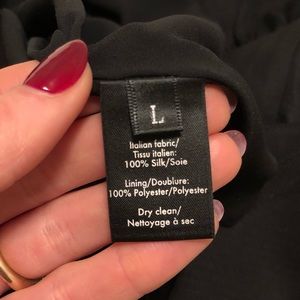 L
Italian fabric/
Tissu italien:
100% Silk/Soie
Lining/Doublure:
100% Polyester/Polyester
Dry clean/
Nettoyage à sec